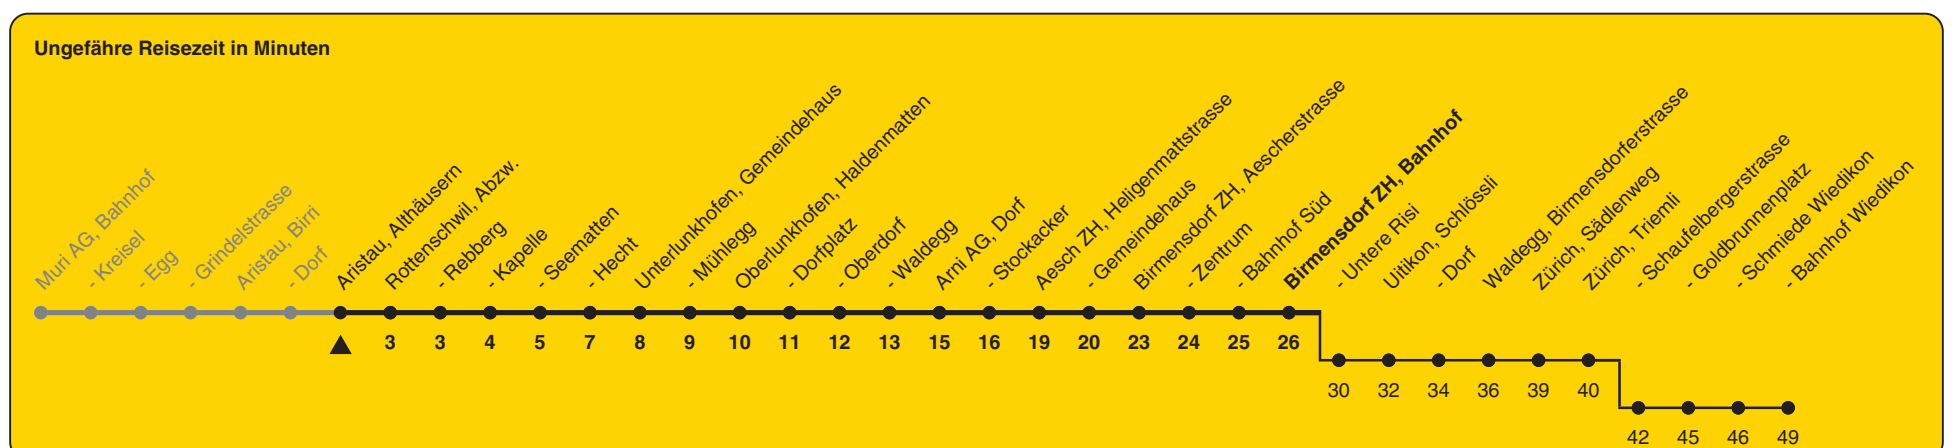 Ungefähre Reisezeit in Minuten
Muri AG, Bahnhof
- Kreisel
- Egg
- Grindelstrasse
Aristau, Birri
- Dorf
Aristau, Althäusern
Rottenschwil, Abzw.
- Rebberg
- Kapelle
- Seematten
- Hecht
Unterlunkhofen, Gemeindehaus
- Mühlegg
Oberlunkhofen, Haldenmatten
- Dorfplatz
- Oberdorf
- Waldegg
Arni AG, Dorf
- Stockacker
Aesch ZH, Heligenmattstrasse
- Gemeindehaus
Birmensdorf ZH, Aescherstrasse
- Zentrum
- Bahnhof Süd
Birmensdorf ZH, Bahnhof
- Untere Risi
Uitikon, Schlössli
- Dorf
Waldegg, Birmensdorferstrasse
Zürich, Sädlenweg
Zürich, Triemli
- Schaufelbergerstrasse
- Goldbrunnenplatz
- Schmiede Wiedikon
- Bahnhof Wiedikon
3 3 4 5 7 8 9 10 11 12 13 15 16 19 20 23 24 25 26
30 32 34 36 39 40
42 45 46 49